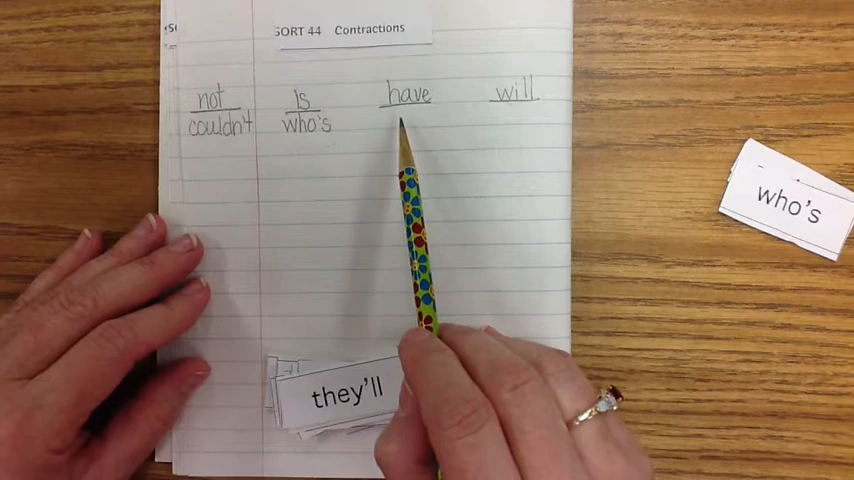 SORT 44 Contractions
not is have will
couldn't who's
who's
they'll